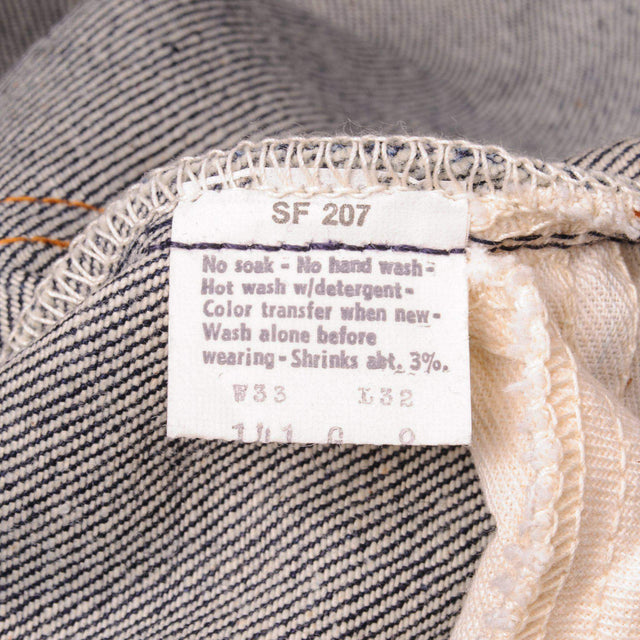 SF 207
No soak - No hand wash -
Hot wash w/detergent -
Color transfer when new -
Wash alone before
wearing - Shrinks abt. 3%.
W33 L32